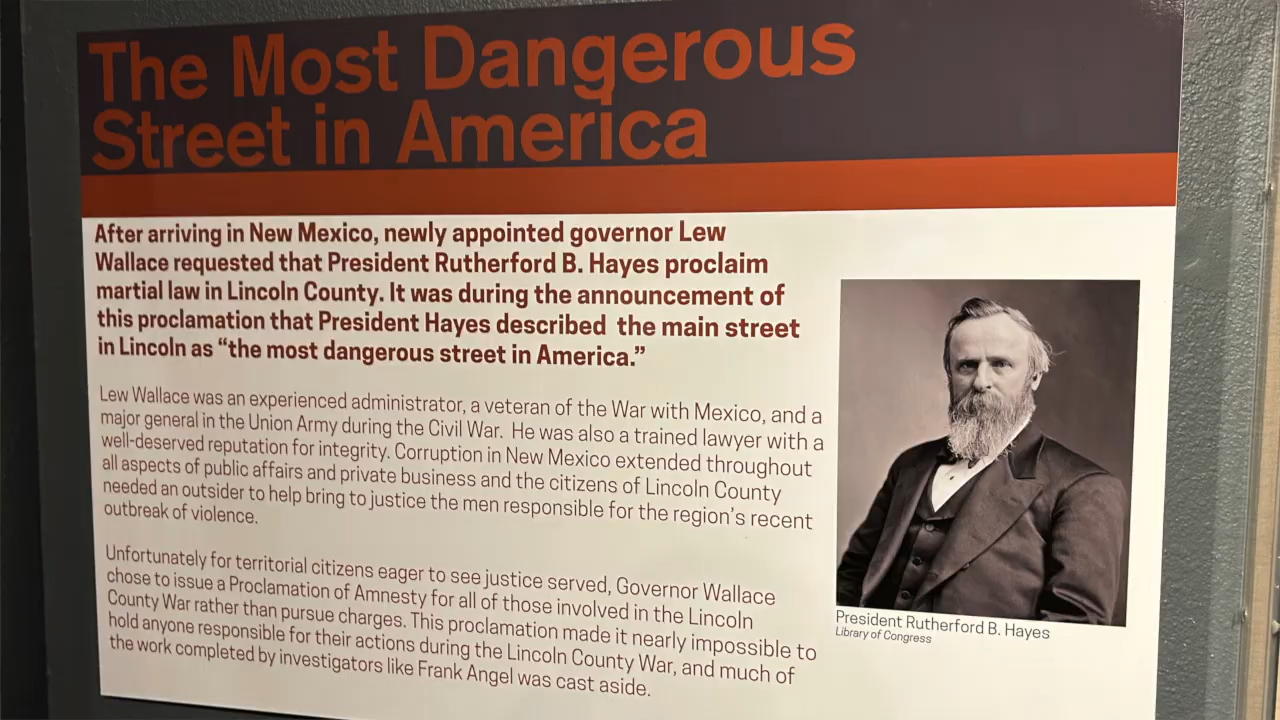 The Most Dangerous
Street in America
After arriving in New Mexico, newly appointed governor Lew
Wallace requested that President Rutherford B. Hayes proclaim
martial law in Lincoln County. It was during the announcement of
this proclamation that President Hayes described the main street
in Lincoln as “the most dangerous street in America.”
Lew Wallace was an experienced administrator, a veteran of the War with Mexico, and a
major general in the Union Army during the Civil War. He was also a trained lawyer with a
well-deserved reputation for integrity. Corruption in New Mexico extended throughout
all aspects of public affairs and private business and the citizens of Lincoln County
needed an outsider to help bring to justice the men responsible for the region’s recent
outbreak of violence.
Unfortunately for territorial citizens eager to see justice served, Governor Wallace
chose to issue a Proclamation of Amnesty for all of those involved in the Lincoln
County War rather than pursue charges. This proclamation made it nearly impossible to
hold anyone responsible for their actions during the Lincoln County War, and much of
the work completed by investigators like Frank Angel was cast aside.
President Rutherford B. Hayes
Library of Congress